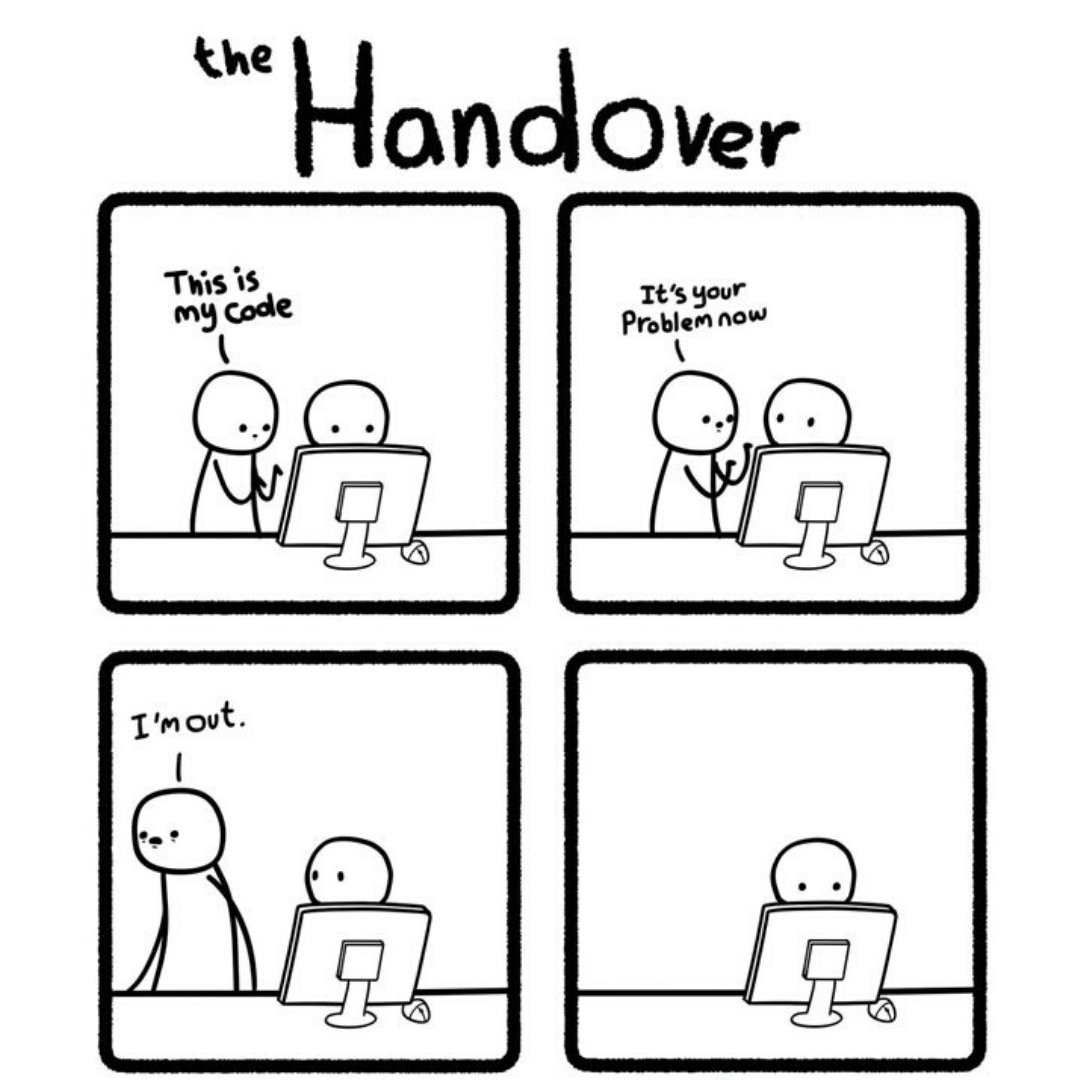 the Handover
This is
my code
It's your
Problem now
I'm out.